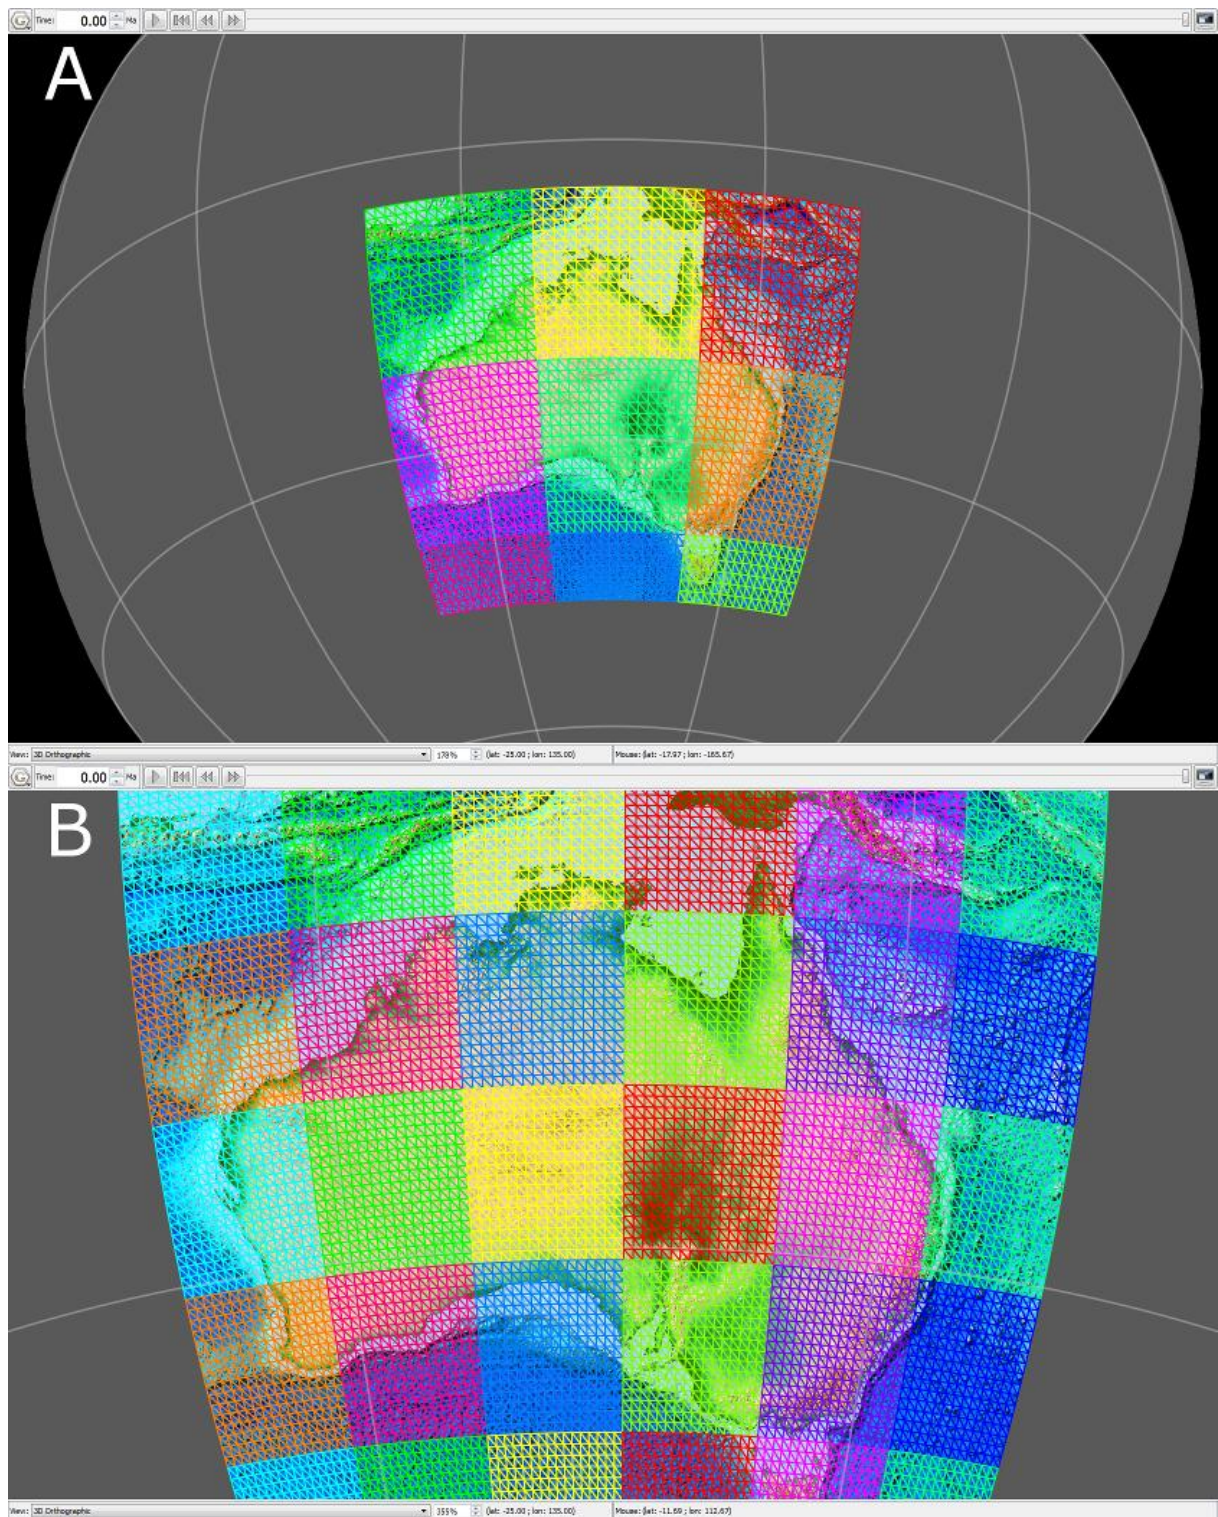 Time: 0.00 Ma
A
View: 3D Orthographic 178% (lat: -25.00 ; lon: 135.00) Mouse: (lat: -17.97 ; lon: -165.67)
Time: 0.00 Ma
B
View: 3D Orthographic 355% (lat: -25.00 ; lon: 135.00) Mouse: (lat: -11.69 ; lon: 112.67)